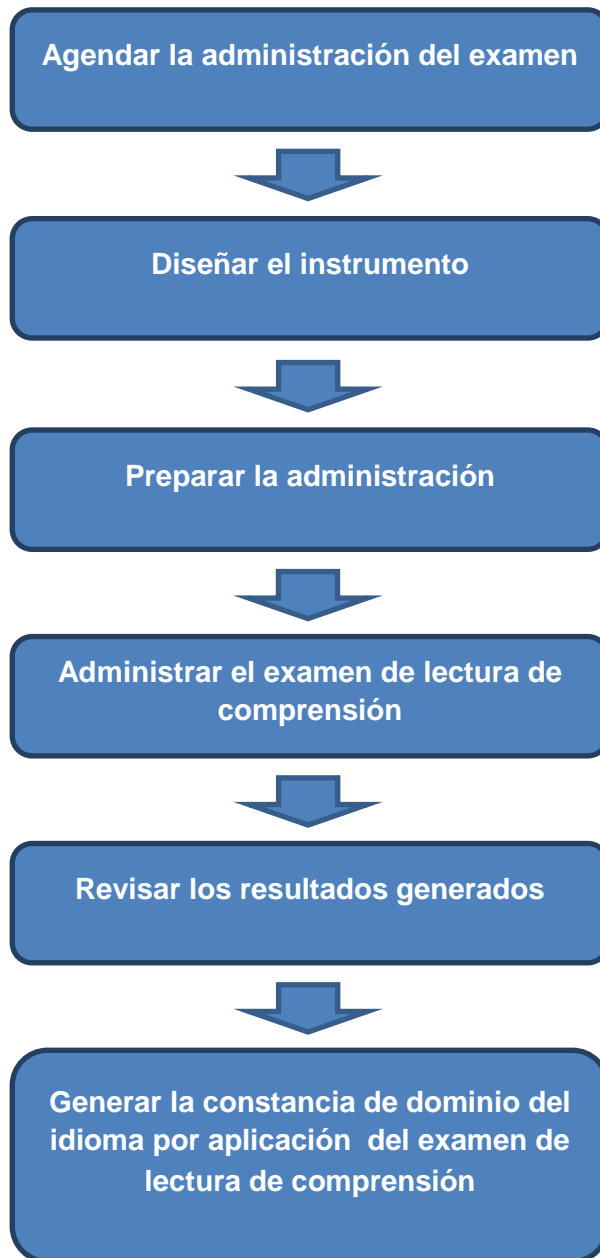 Agendar la administración del examen
Diseñar el instrumento
Preparar la administración
Administrar el examen de lectura de
comprensión
Revisar los resultados generados
Generar la constancia de dominio del
idioma por aplicación  del examen de
lectura de comprensión